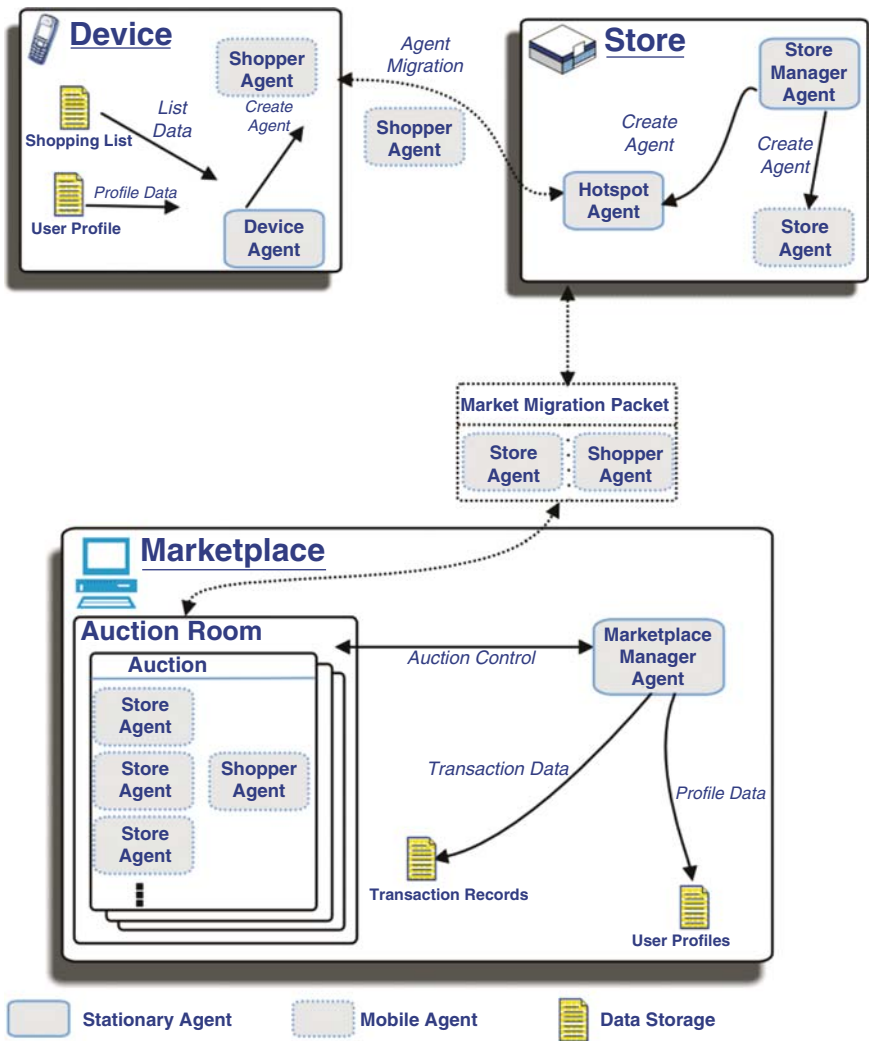 Device
Shopper
Agent
Create
Agent
List
Data
Shopping List
Profile Data
User Profile
Device
Agent
Agent
Migration
Shopper
Agent
Store
Store
Manager
Agent
Create
Agent
Create
Agent
Hotspot
Agent
Store
Agent
Market Migration Packet
Store
Agent
Shopper
Agent
Marketplace
Auction Room
Auction
Store
Agent
Store
Agent
Shopper
Agent
Store
Agent
Auction Control
Marketplace
Manager
Agent
Transaction Data
Profile Data
Transaction Records
User Profiles
Stationary Agent
Mobile Agent
Data Storage